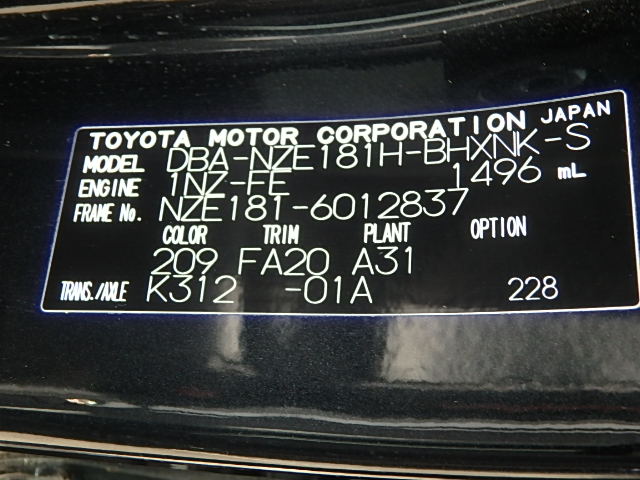 TOYOTA MOTOR CORPORATION JAPAN
MODEL DBA-NZE181H-BHXNK-S
ENGINE 1NZ-FE 1496 mL
FRAME No. NZE181-6012837
COLOR TRIM PLANT OPTION
209 FA20 A31
TRANS./AXLE K312 -01A 228